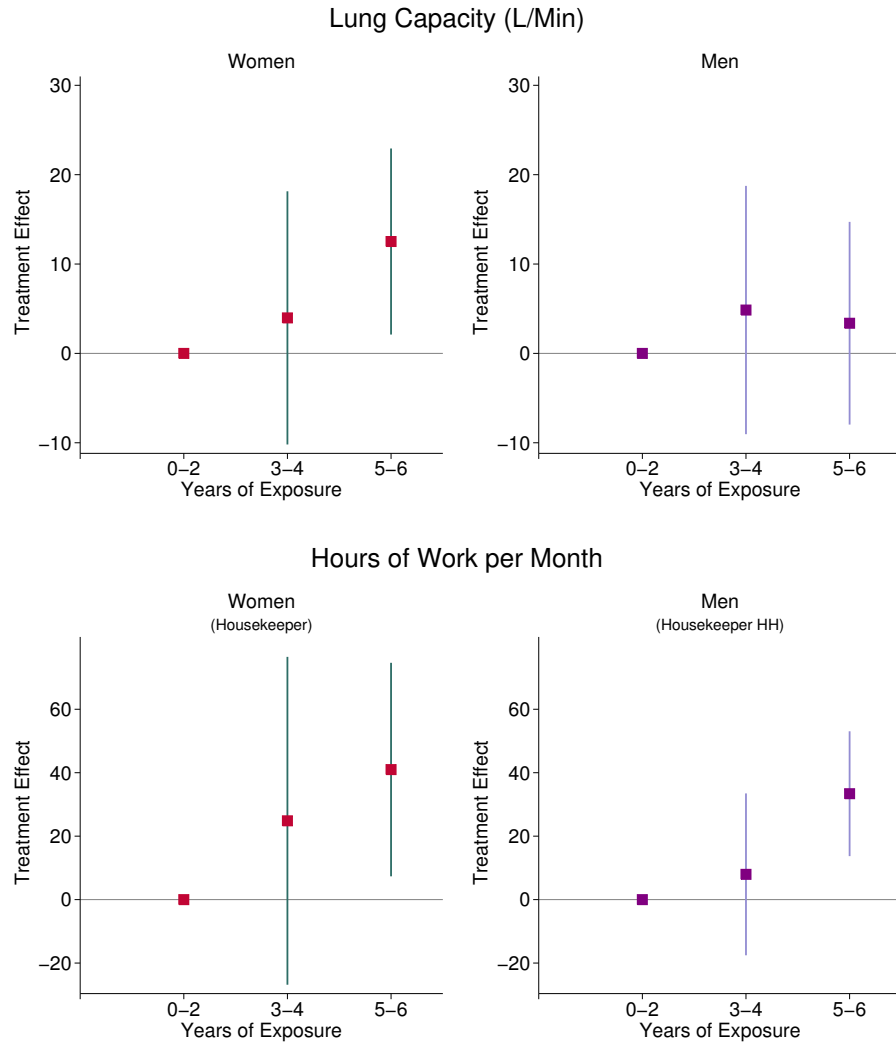 Lung Capacity (L/Min)
Women
Treatment Effect
30
20
10
0
−10
0−2
3−4
5−6
Years of Exposure
Men
Treatment Effect
30
20
10
0
−10
0−2
3−4
5−6
Years of Exposure
Hours of Work per Month
Women
(Housekeeper)
Treatment Effect
60
40
20
0
−20
0−2
3−4
5−6
Years of Exposure
Men
(Housekeeper HH)
Treatment Effect
60
40
20
0
−20
0−2
3−4
5−6
Years of Exposure